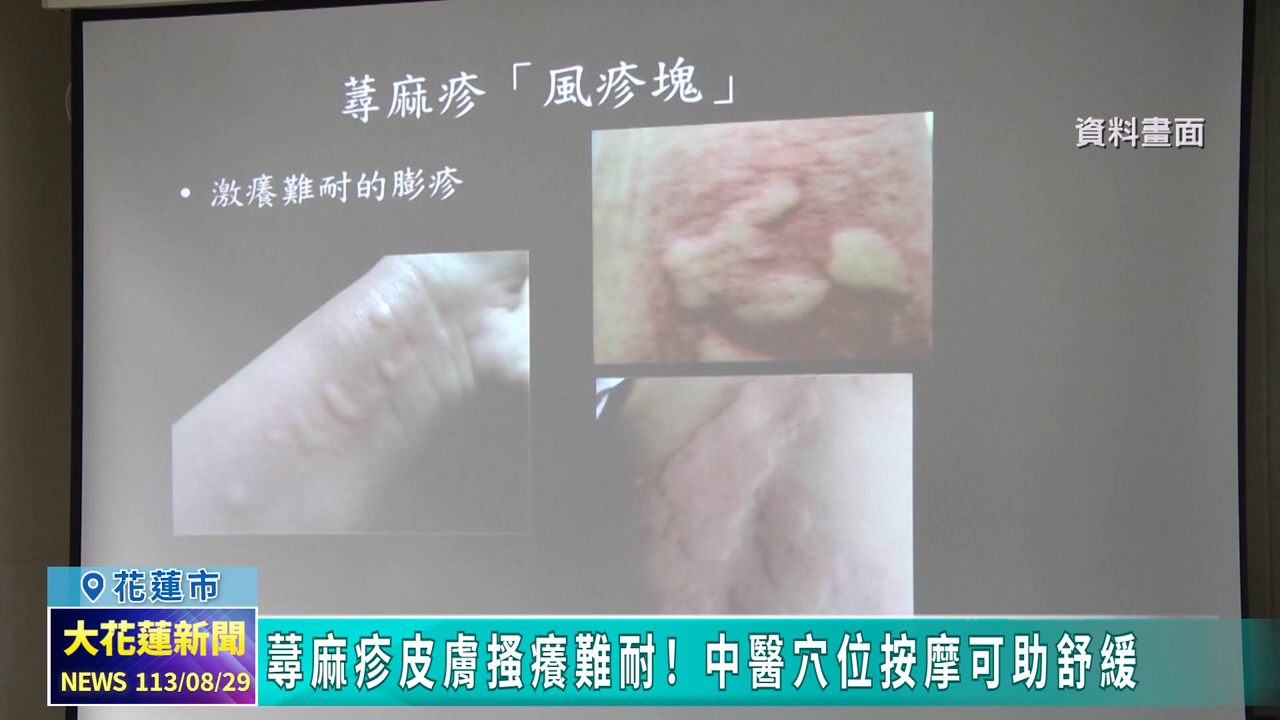 蕁麻疹「風疹塊」
資料畫面
• 激癢難耐的膨疹
花蓮市
大花蓮新聞
NEWS 113/08/29
蕁麻疹皮膚搔癢難耐！中醫穴位按摩可助舒緩